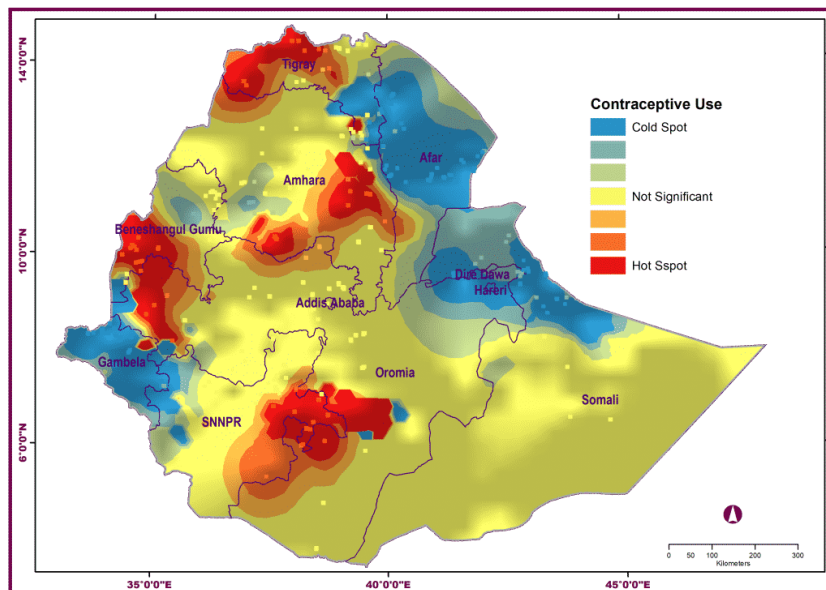 14°0'0"N
10°0'0"N
6°0'0"N
Tigray
Afar
Amhara
Beneshangul Gumu
Dire Dawa
Hareri
Addis Ababa
Gambela
Oromia
Somali
SNNPR
Contraceptive Use
Cold Spot
Not Significant
Hot Sspot
0 50 100 200 300
Kilometers
35°0'0"E
40°0'0"E
45°0'0"E